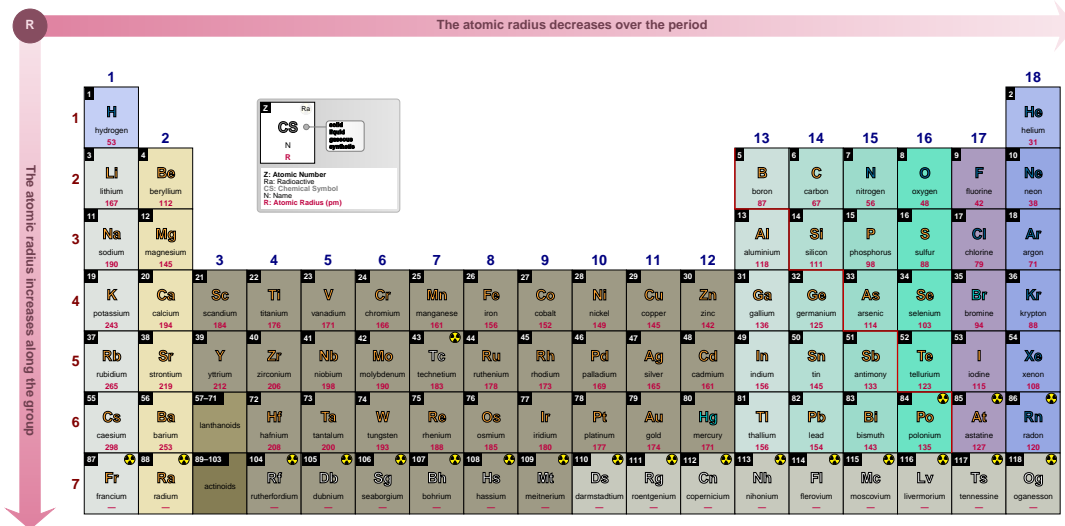 R
The atomic radius decreases over the period
The atomic radius increases along the group
1
18
1
H
hydrogen
53
Z
Ra
CS
N
R
solid
liquid
gaseous
synthetic
Z: Atomic Number
Ra: Radioactive
CS: Chemical Symbol
N: Name
R: Atomic Radius (pm)
2
He
helium
31
1
2
13
14
15
16
17
2
3
Li
lithium
167
4
Be
beryllium
112
5
B
boron
87
6
C
carbon
67
7
N
nitrogen
56
8
O
oxygen
48
9
F
fluorine
42
10
Ne
neon
38
3
11
Na
sodium
190
12
Mg
magnesium
145
13
Al
aluminium
118
14
Si
silicon
111
15
P
phosphorus
98
16
S
sulfur
88
17
Cl
chlorine
79
18
Ar
argon
71
3
4
5
6
7
8
9
10
11
12
4
19
K
potassium
243
20
Ca
calcium
194
21
Sc
scandium
184
22
Ti
titanium
176
23
V
vanadium
171
24
Cr
chromium
166
25
Mn
manganese
161
26
Fe
iron
156
27
Co
cobalt
152
28
Ni
nickel
149
29
Cu
copper
145
30
Zn
zinc
142
31
Ga
gallium
136
32
Ge
germanium
125
33
As
arsenic
114
34
Se
selenium
103
35
Br
bromine
94
36
Kr
krypton
88
5
37
Rb
rubidium
265
38
Sr
strontium
219
39
Y
yttrium
212
40
Zr
zirconium
206
41
Nb
niobium
198
42
Mo
molybdenum
190
43
Tc
technetium
183
44
Ru
ruthenium
178
45
Rh
rhodium
173
46
Pd
palladium
169
47
Ag
silver
165
48
Cd
cadmium
161
49
In
indium
156
50
Sn
tin
145
51
Sb
antimony
133
52
Te
tellurium
123
53
I
iodine
115
54
Xe
xenon
108
6
55
Cs
caesium
298
56
Ba
barium
253
57–71
lanthanoids
72
Hf
hafnium
208
73
Ta
tantalum
200
74
W
tungsten
193
75
Re
rhenium
188
76
Os
osmium
185
77
Ir
iridium
180
78
Pt
platinum
177
79
Au
gold
174
80
Hg
mercury
171
81
Tl
thallium
156
82
Pb
lead
154
83
Bi
bismuth
143
84
Po
polonium
135
85
At
astatine
127
86
Rn
radon
120
7
87
Fr
francium
—
88
Ra
radium
—
89–103
actinoids
104
Rf
rutherfordium
—
105
Db
dubnium
—
106
Sg
seaborgium
—
107
Bh
bohrium
—
108
Hs
hassium
—
109
Mt
meitnerium
—
110
Ds
darmstadtium
—
111
Rg
roentgenium
—
112
Cn
copernicium
—
113
Nh
nihonium
—
114
Fl
flerovium
—
115
Mc
moscovium
—
116
Lv
livermorium
—
117
Ts
tennessine
—
118
Og
oganesson
—